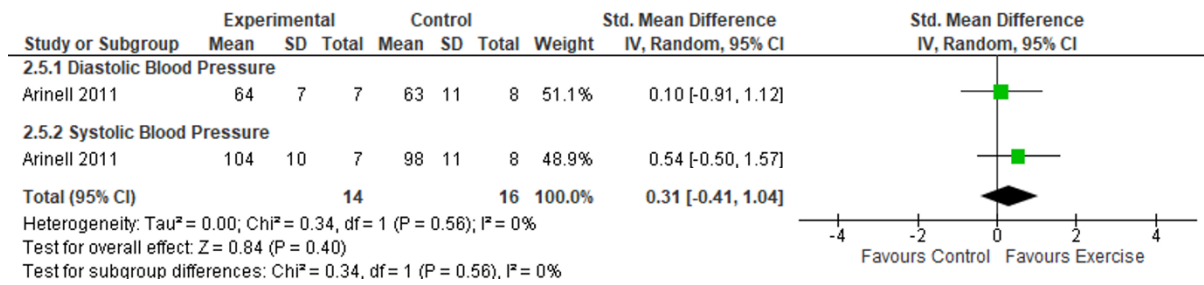 Experimental Control Std. Mean Difference Std. Mean Difference
Study or Subgroup Mean SD Total Mean SD Total Weight IV, Random, 95% CI IV, Random, 95% CI
2.5.1 Diastolic Blood Pressure
Arinell 2011 64 7 7 63 11 8 51.1% 0.10 [-0.91, 1.12]
2.5.2 Systolic Blood Pressure
Arinell 2011 104 10 7 98 11 8 48.9% 0.54 [-0.50, 1.57]
Total (95% CI) 14 16 100.0% 0.31 [-0.41, 1.04]
Heterogeneity: Tau² = 0.00; Chi² = 0.34, df = 1 (P = 0.56); I² = 0%
Test for overall effect: Z = 0.84 (P = 0.40)
Test for subgroup differences: Chi² = 0.34, df = 1 (P = 0.56), I² = 0%
-4 -2 0 2 4
Favours Control Favours Exercise